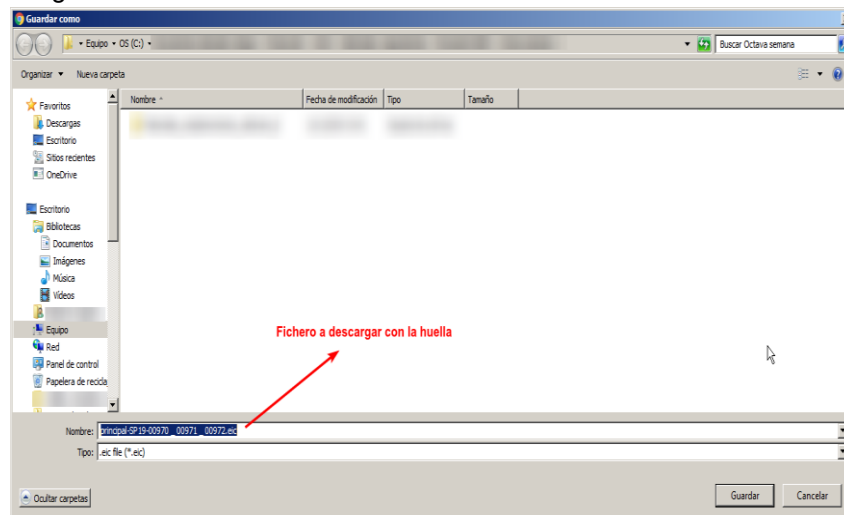 Guardar como
Equipo OS (C:)
Buscar Octava semana
Organizar Nueva carpeta
Nombre Fecha de modificación Tipo Tamaño
Favoritos
Descargas
Escritorio
Sitios recientes
OneDrive
Escritorio
Bibliotecas
Documentos
Imágenes
Música
Vídeos
Equipo
Red
Panel de control
Papelera de recicla
Fichero a descargar con la huella
Nombre: principal-SP19-00970_00971_00972.eic
Tipo: .eic file (*.eic)
Ocultar carpetas
Guardar Cancelar